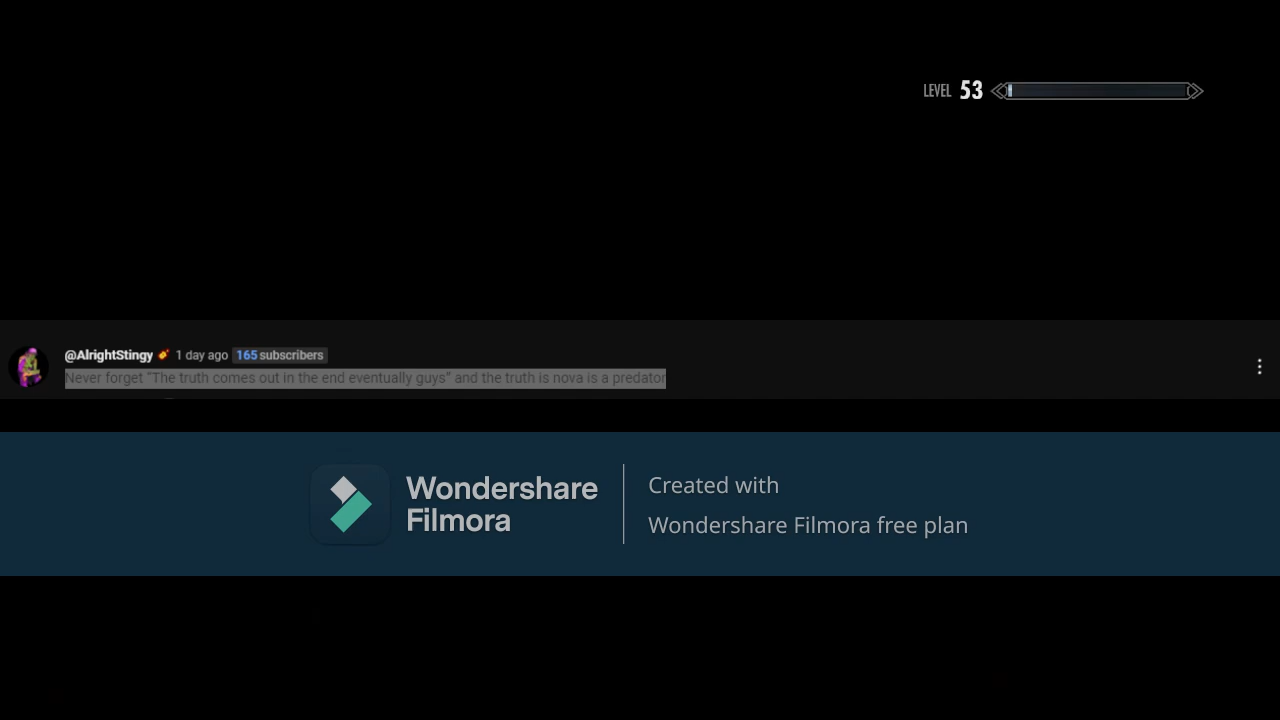 LEVEL 53
@AlrightStingy 1 day ago 165 subscribers
Never forget "The truth comes out in the end eventually guys" and the truth is nova is a predator
Wondershare
Filmora
Created with
Wondershare Filmora free plan